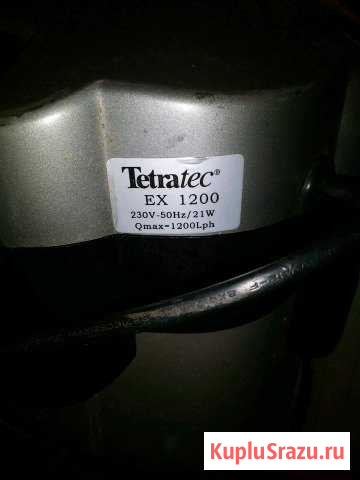 Tetratec®
EX 1200
230V-50Hz/21W
Qmax=1200Lph
KupluSrazu.ru